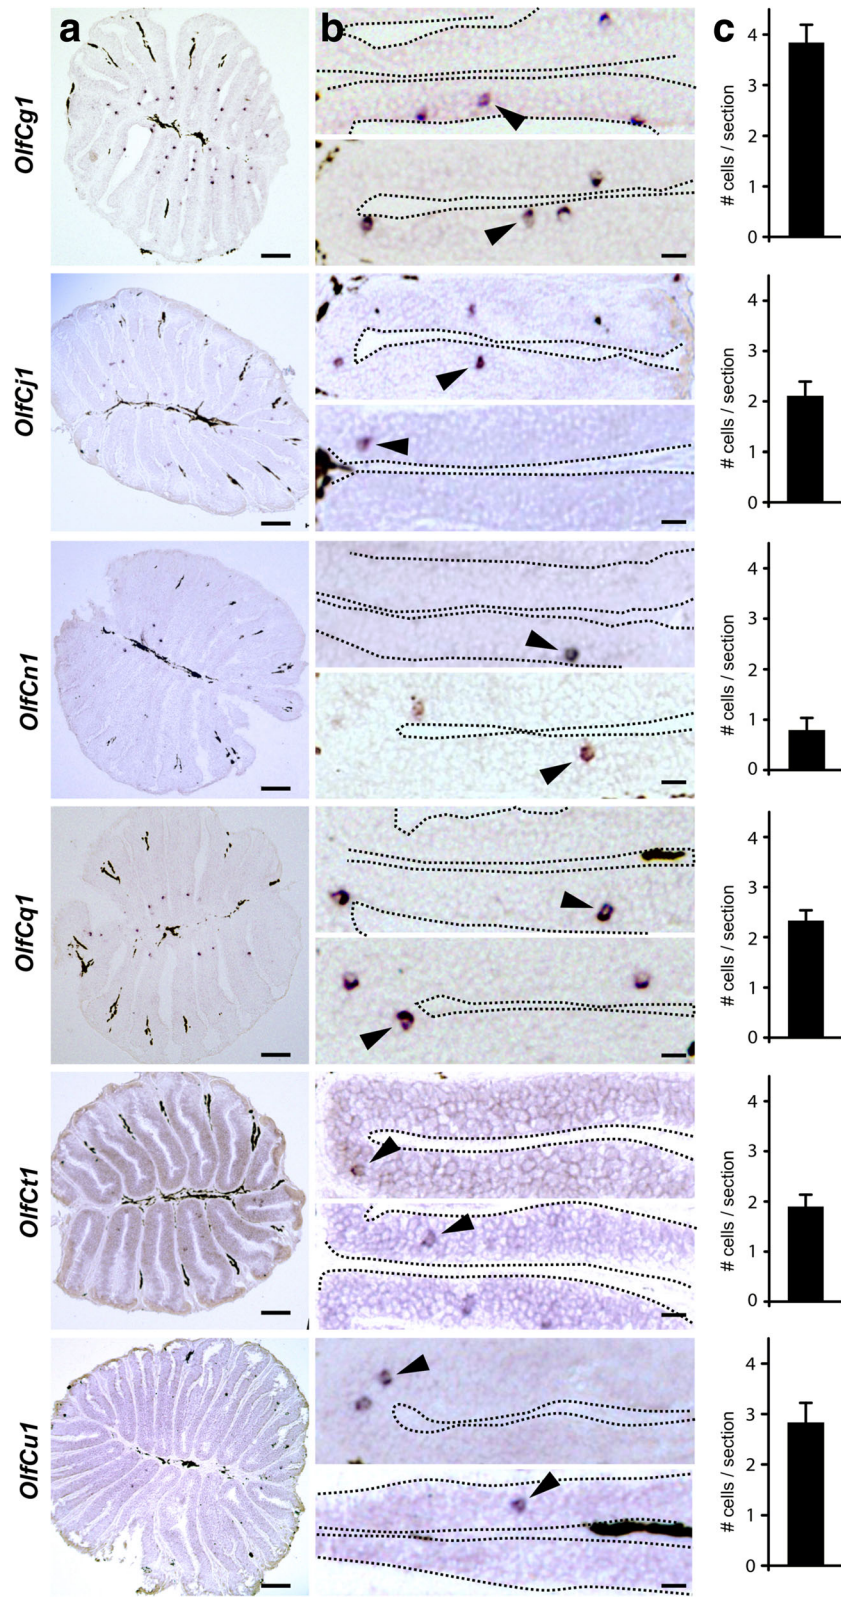 a b c
OlfCg1
# cells / section
4
3
2
1
0
OlfCj1
# cells / section
4
3
2
1
0
OlfCn1
# cells / section
4
3
2
1
0
OlfCq1
# cells / section
4
3
2
1
0
OlfCt1
# cells / section
4
3
2
1
0
OlfCu1
# cells / section
4
3
2
1
0